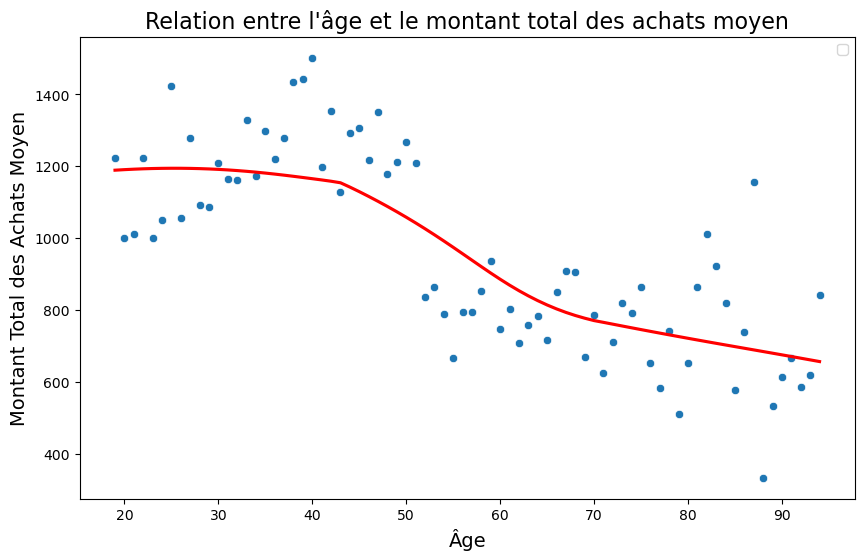 Relation entre l'âge et le montant total des achats moyen
Montant Total des Achats Moyen
1400
1200
1000
800
600
400
20 30 40 50 60 70 80 90
Âge